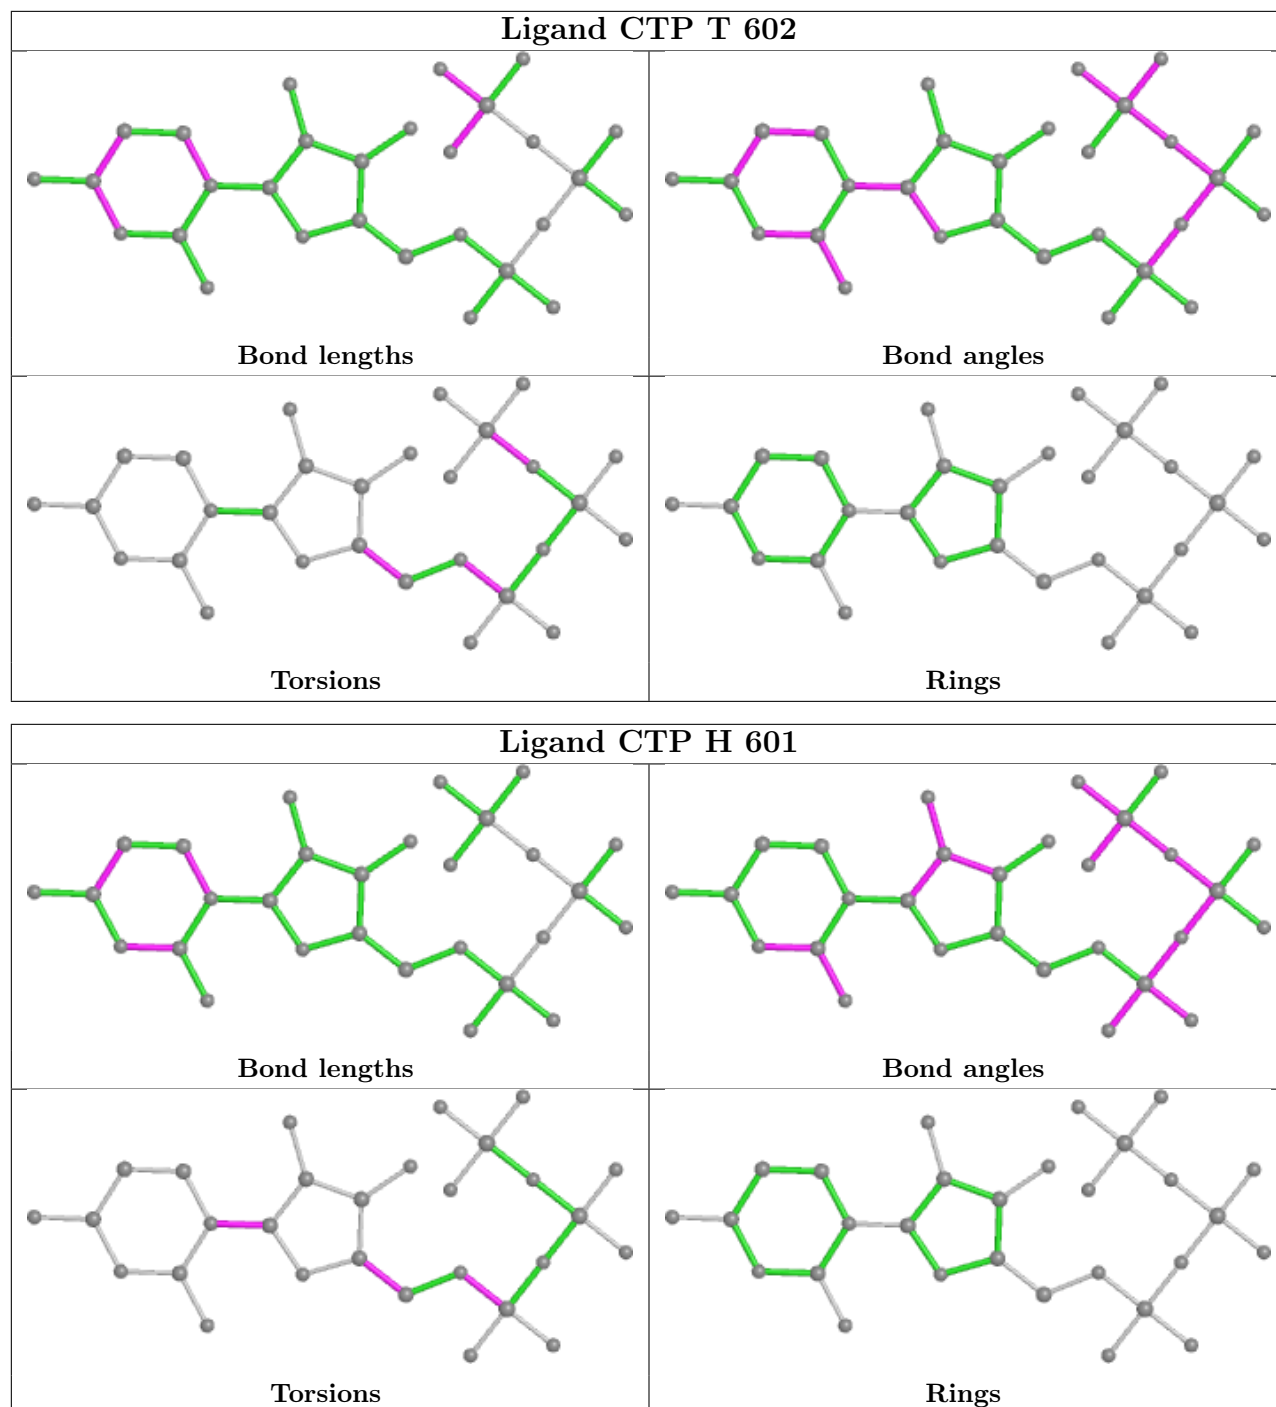 Ligand CTP T 602
Bond lengths
Bond angles
Torsions
Rings
Ligand CTP H 601
Bond lengths
Bond angles
Torsions
Rings